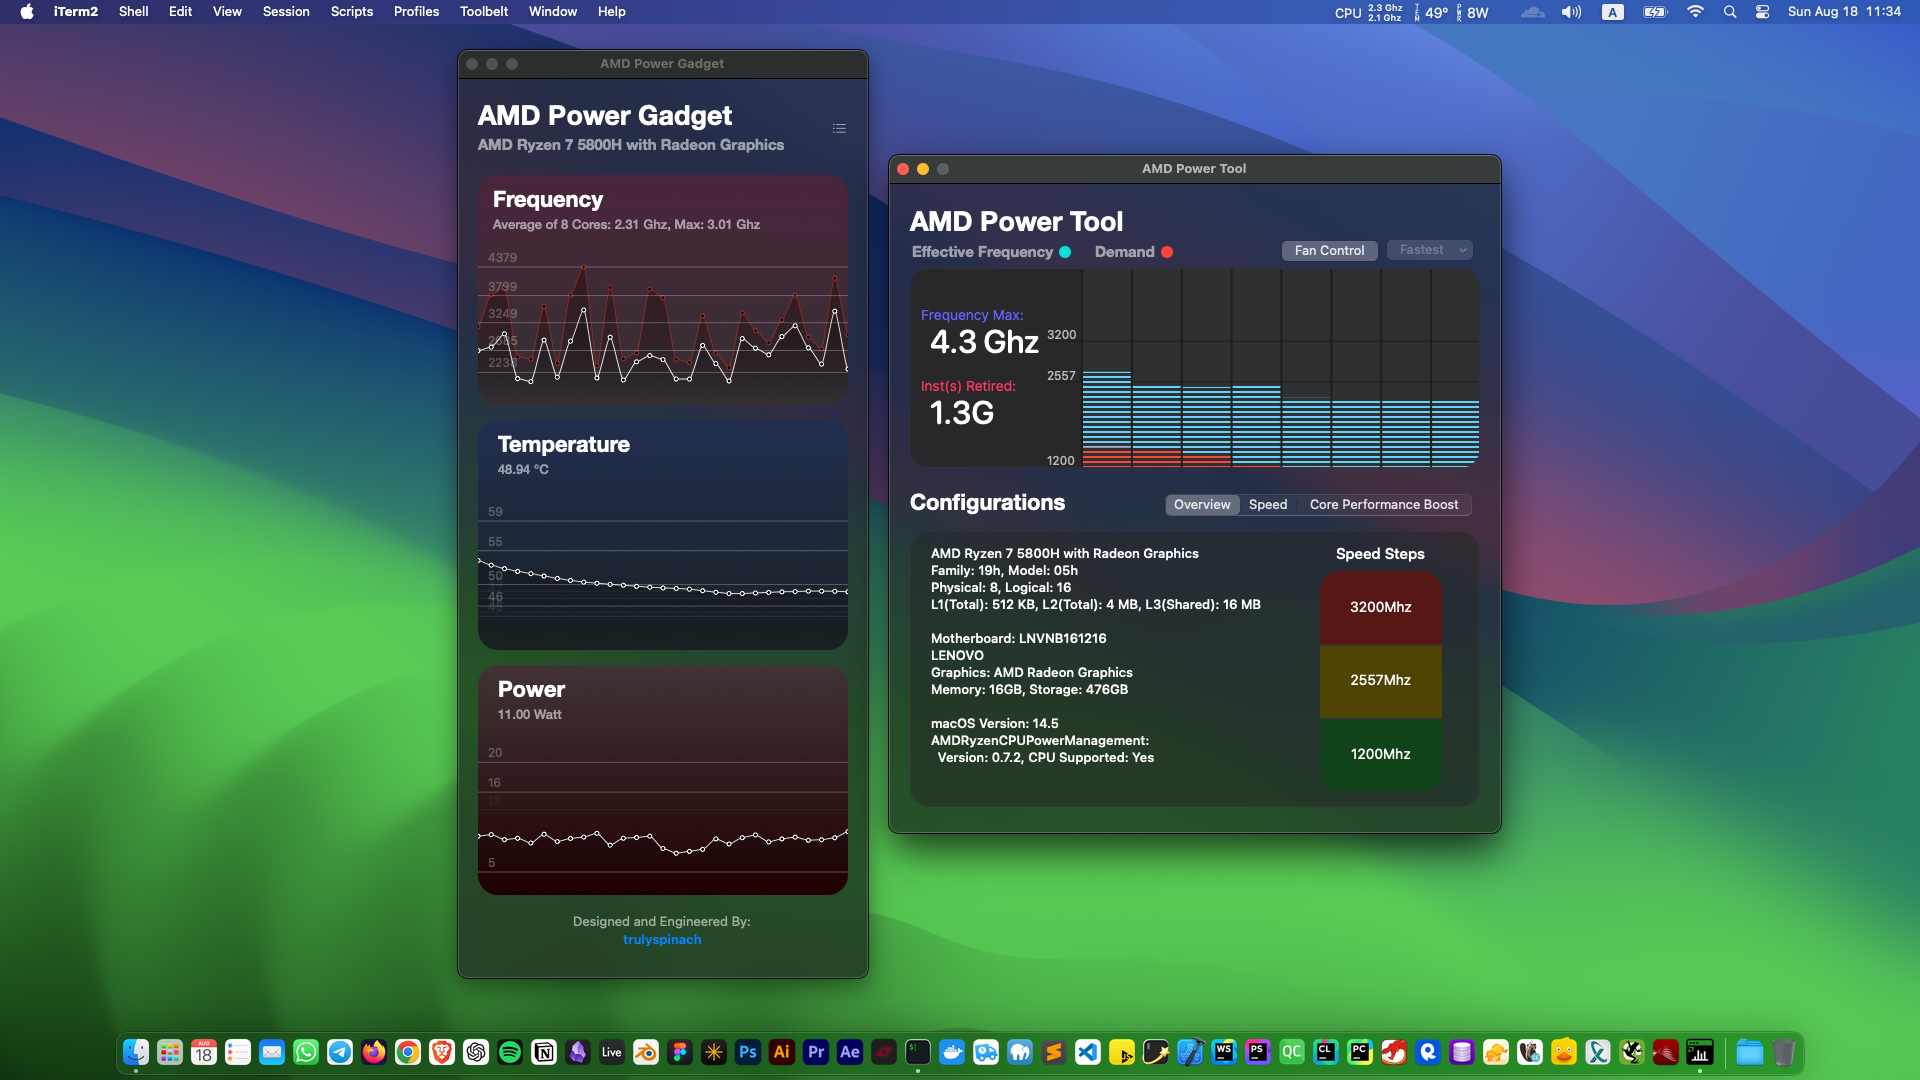 iTerm2 Shell Edit View Session Scripts Profiles Toolbelt Window Help
CPU 2.3 Ghz 2.1 Ghz TEM 49° PWR 8W A Sun Aug 18 11:34
AMD Power Gadget
AMD Power Gadget
AMD Ryzen 7 5800H with Radeon Graphics
Frequency
Average of 8 Cores: 2.31 Ghz, Max: 3.01 Ghz
4379
3799
3249
2238
Temperature
48.94 °C
59
55
50
46
45
Power
11.00 Watt
20
16
13
5
Designed and Engineered By:
trulyspinach
AMD Power Tool
AMD Power Tool
Effective Frequency Demand
Fan Control Fastest
Frequency Max:
4.3 Ghz
Inst(s) Retired:
1.3G
3200
2557
1200
Configurations
Overview Speed Core Performance Boost
AMD Ryzen 7 5800H with Radeon Graphics
Family: 19h, Model: 05h
Physical: 8, Logical: 16
L1(Total): 512 KB, L2(Total): 4 MB, L3(Shared): 16 MB
Motherboard: LNVNB161216
LENOVO
Graphics: AMD Radeon Graphics
Memory: 16GB, Storage: 476GB
macOS Version: 14.5
AMDRyzenCPUPowerManagement:
Version: 0.7.2, CPU Supported: Yes
Speed Steps
3200Mhz
2557Mhz
1200Mhz
AUG
18
Live
Ps
Ai
Pr
Ae
WS
PS
QC
CL
PC